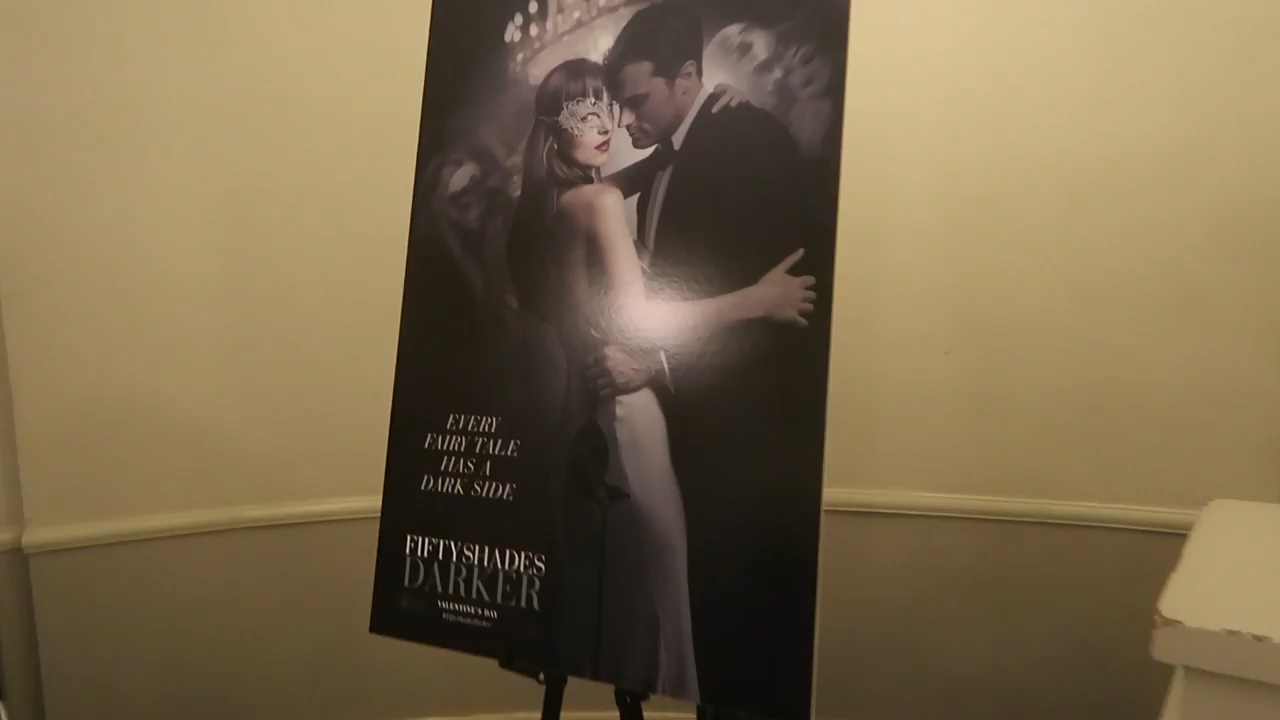 EVERY
FAIRY TALE
HAS A
DARK SIDE
FIFTY SHADES
DARKER
VALENTINE'S DAY